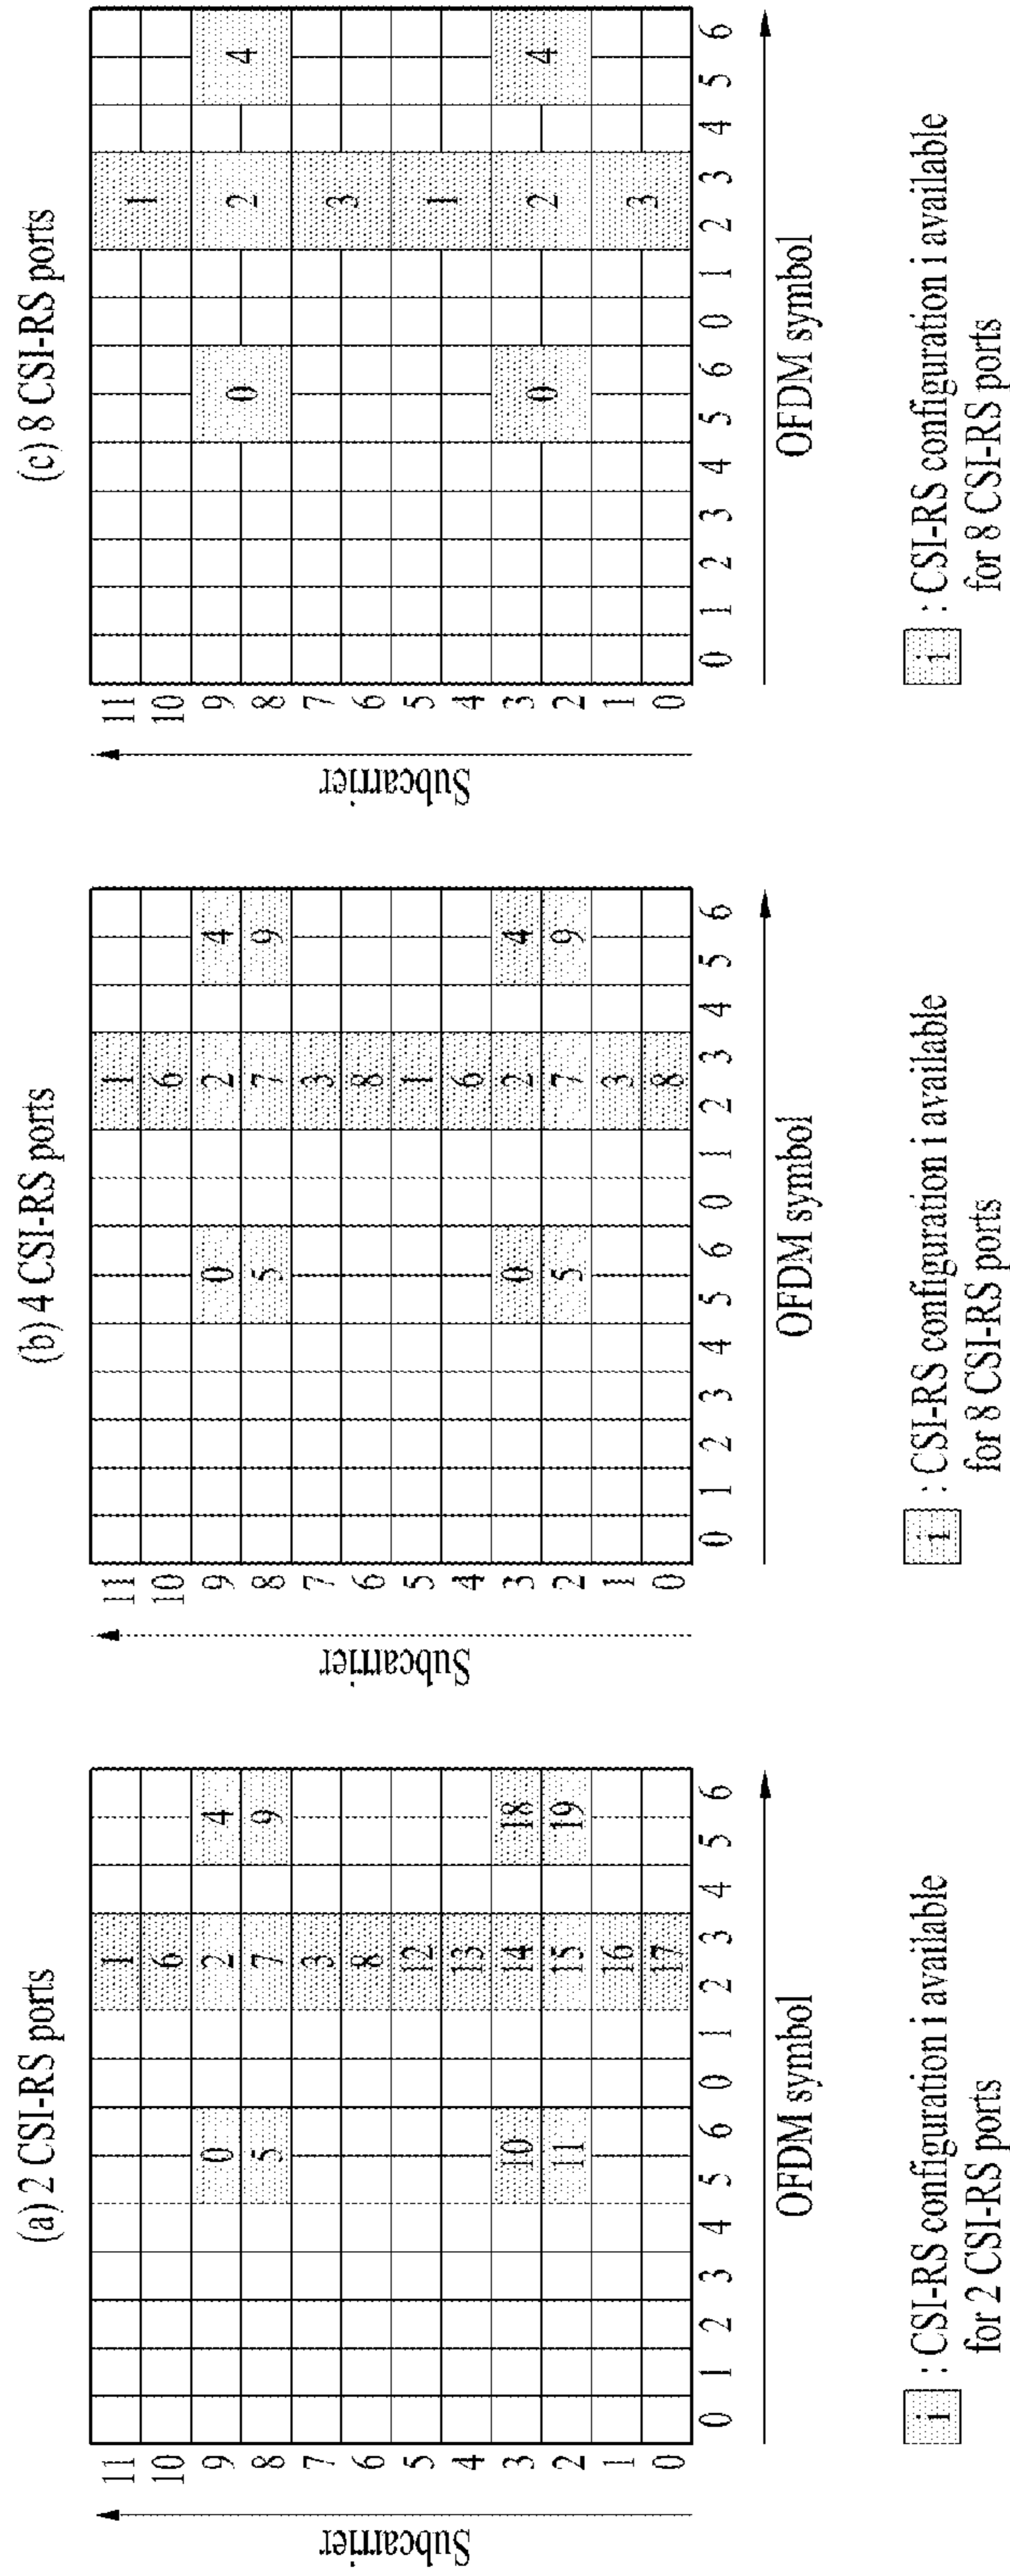 (a) 2 CSI-RS ports
Subcarrier
11 1
10 6
9 0 2 4
8 5 7 9
7 3
6 8
5 12
4 13
3 10 14 18
2 11 15 19
1 16
0 17
0 1 2 3 4 5 6 0 1 2 3 4 5 6
OFDM symbol
i : CSI-RS configuration i available
for 2 CSI-RS ports
(b) 4 CSI-RS ports
Subcarrier
11 1
10 6
9 0 2 4
8 5 7 9
7 3
6 8
5 1
4 6
3 0 2 4
2 5 7 9
1 3
0 8
0 1 2 3 4 5 6 0 1 2 3 4 5 6
OFDM symbol
i : CSI-RS configuration i available
for 8 CSI-RS ports
(c) 8 CSI-RS ports
Subcarrier
11
1
10
9
0 2 4
8
7
3
6
5
1
4
3
0 2 4
2
1
3
0
0 1 2 3 4 5 6 0 1 2 3 4 5 6
OFDM symbol
i : CSI-RS configuration i available
for 8 CSI-RS ports